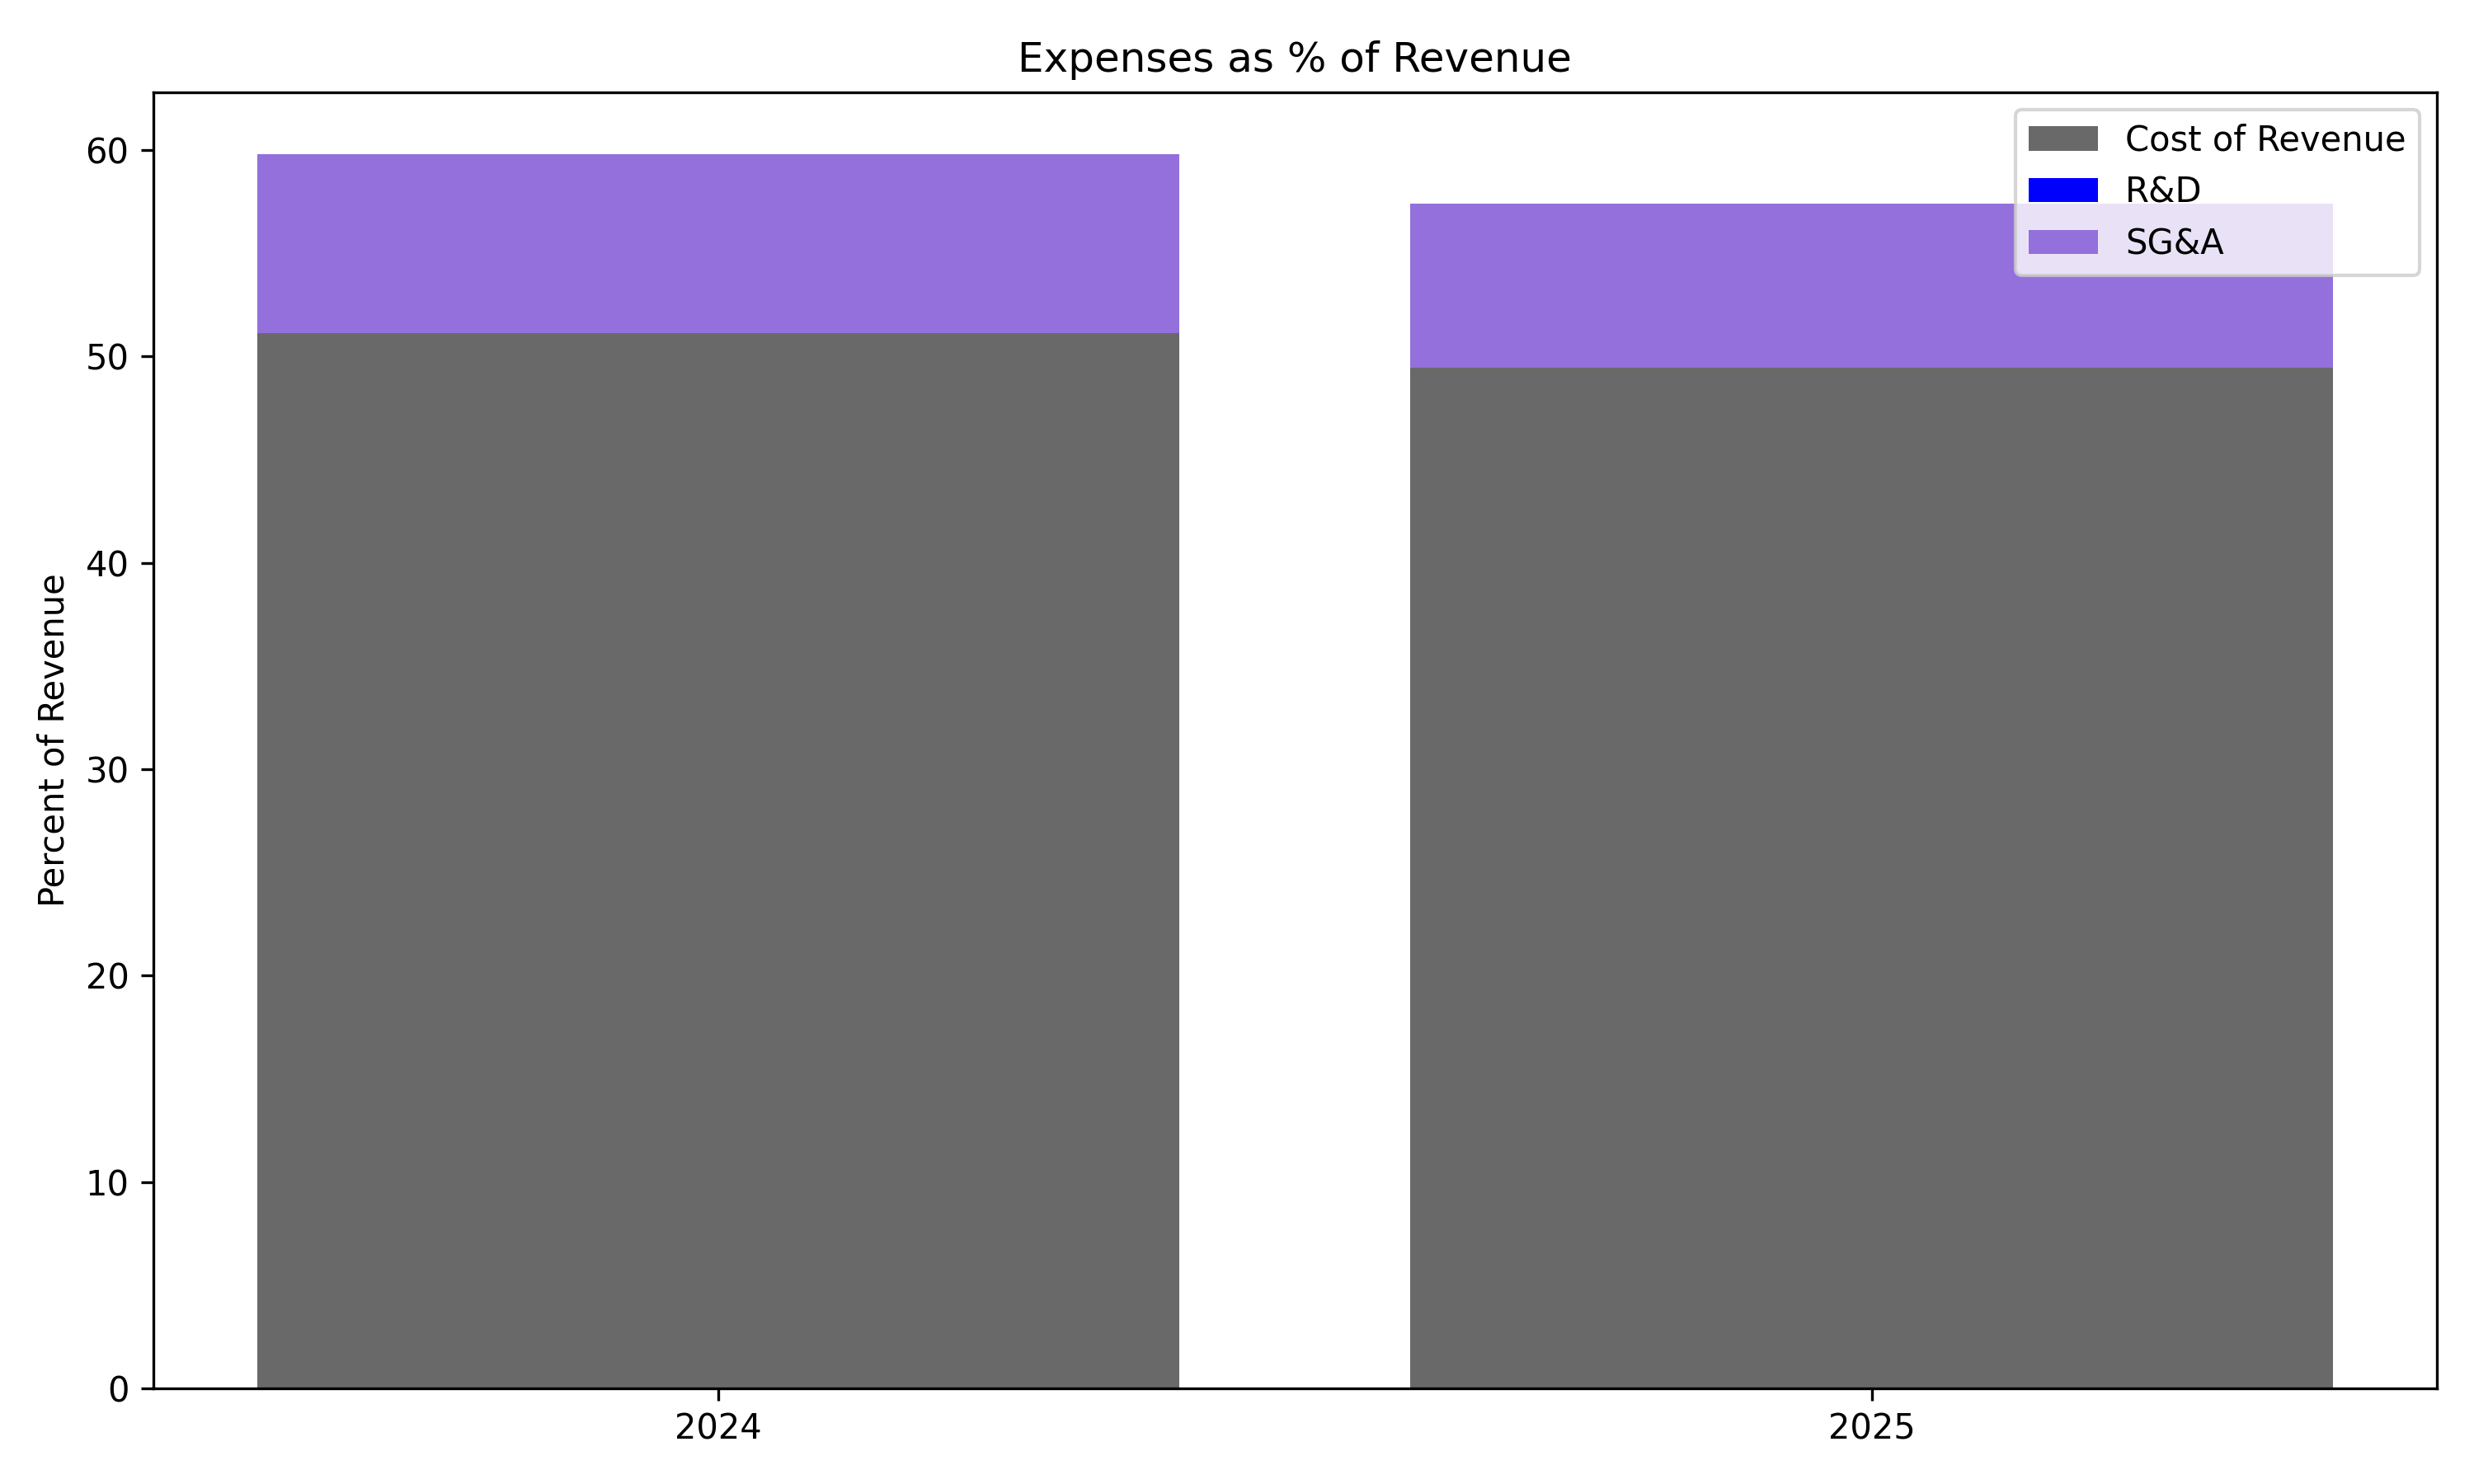 Expenses as % of Revenue
Percent of Revenue
60
50
40
30
20
10
0
2024
2025
Cost of Revenue
R&D
SG&A